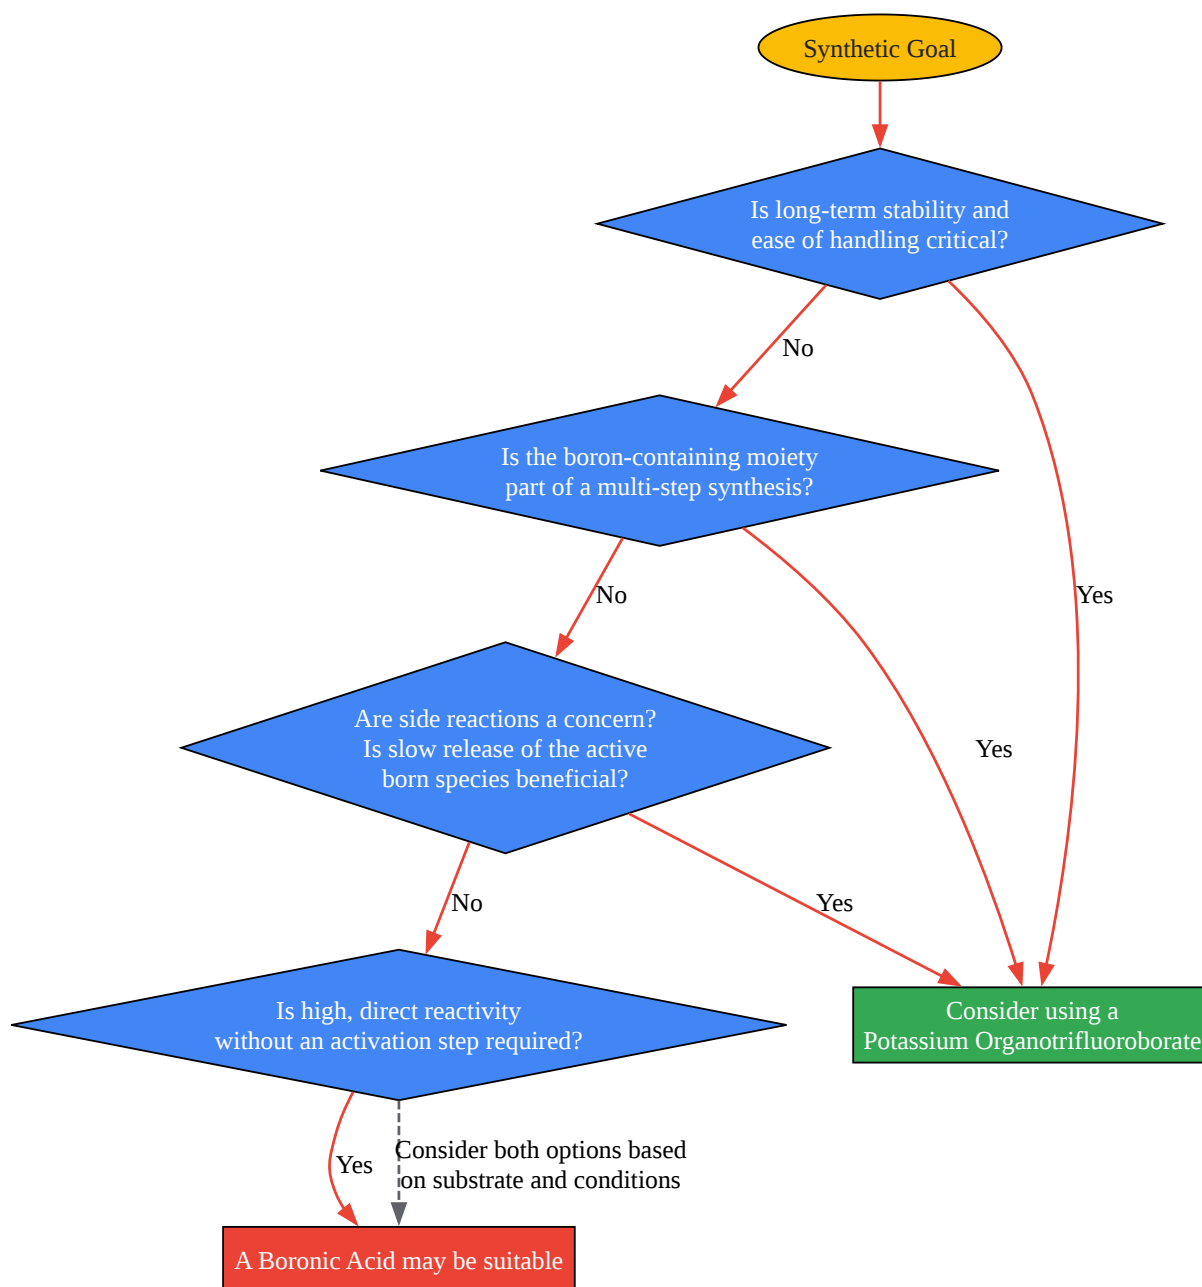 Synthetic Goal
Is long-term stability and
ease of handling critical?
No
Is the boron-containing moiety
part of a multi-step synthesis?
No
Yes
Are side reactions a concern?
Is slow release of the active
born species beneficial?
Yes
No
Yes
Is high, direct reactivity
without an activation step required?
Consider using a
Potassium Organotrifluoroborate
Yes
Consider both options based
on substrate and conditions
A Boronic Acid may be suitable